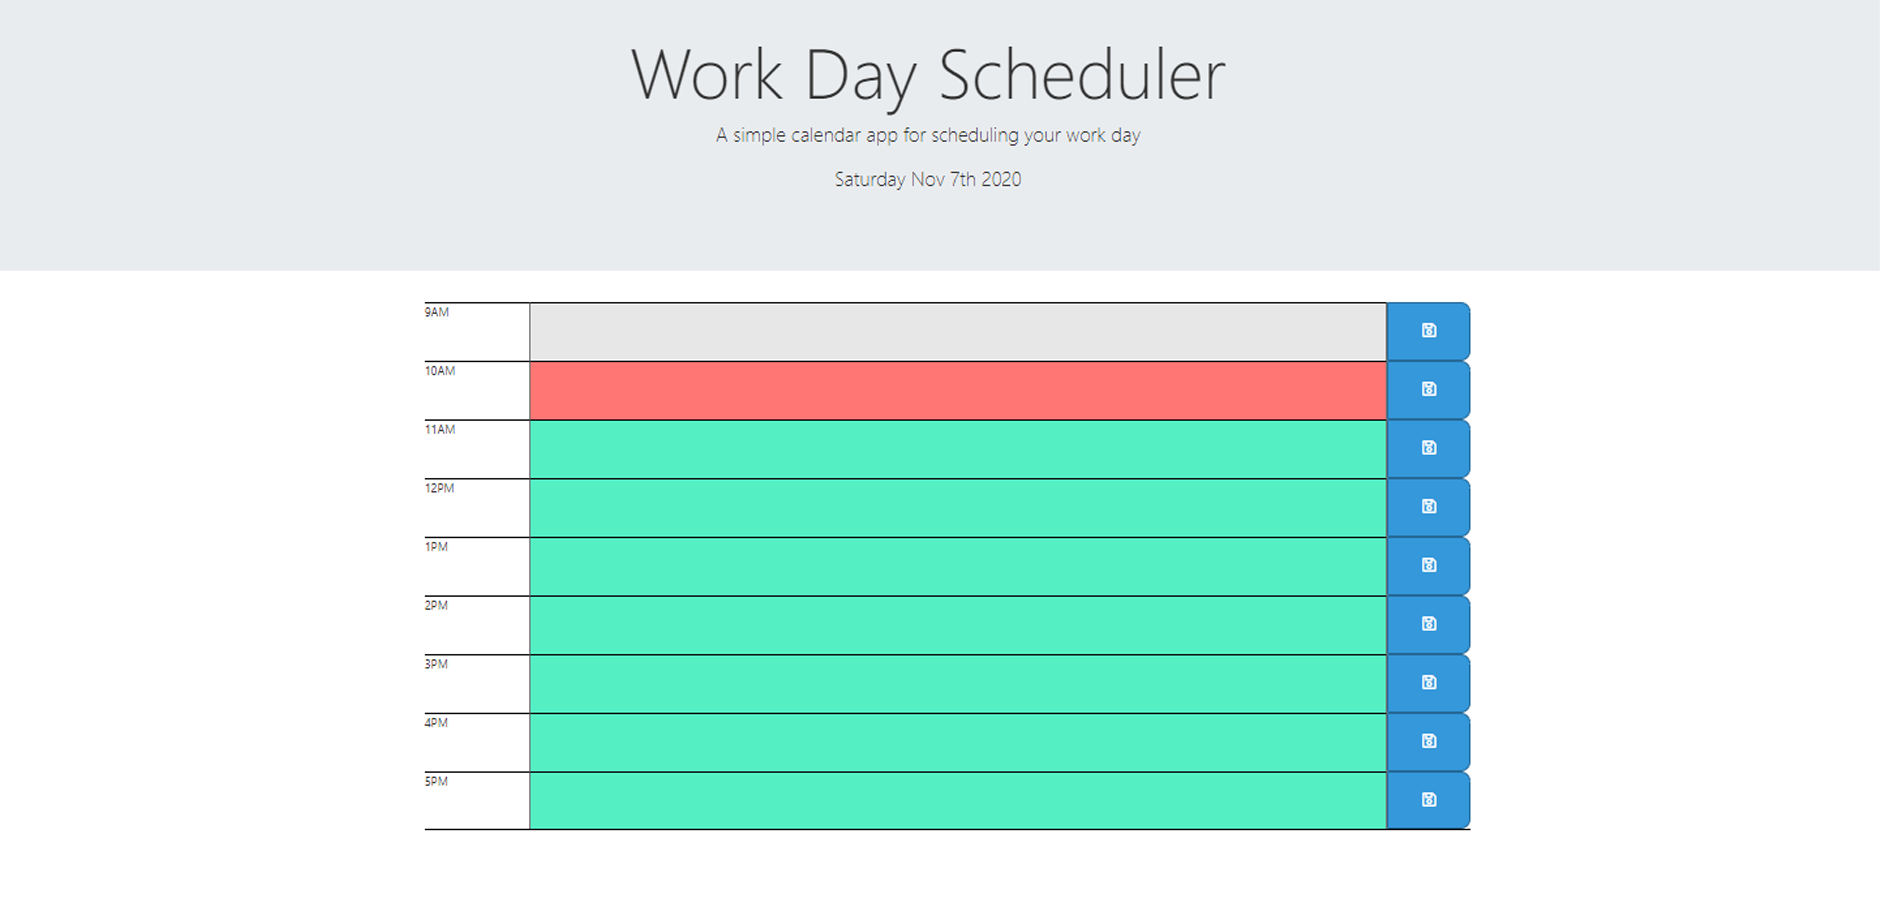 Work Day Scheduler
A simple calendar app for scheduling your work day
Saturday Nov 7th 2020
9AM
10AM
11AM
12PM
1PM
2PM
3PM
4PM
5PM